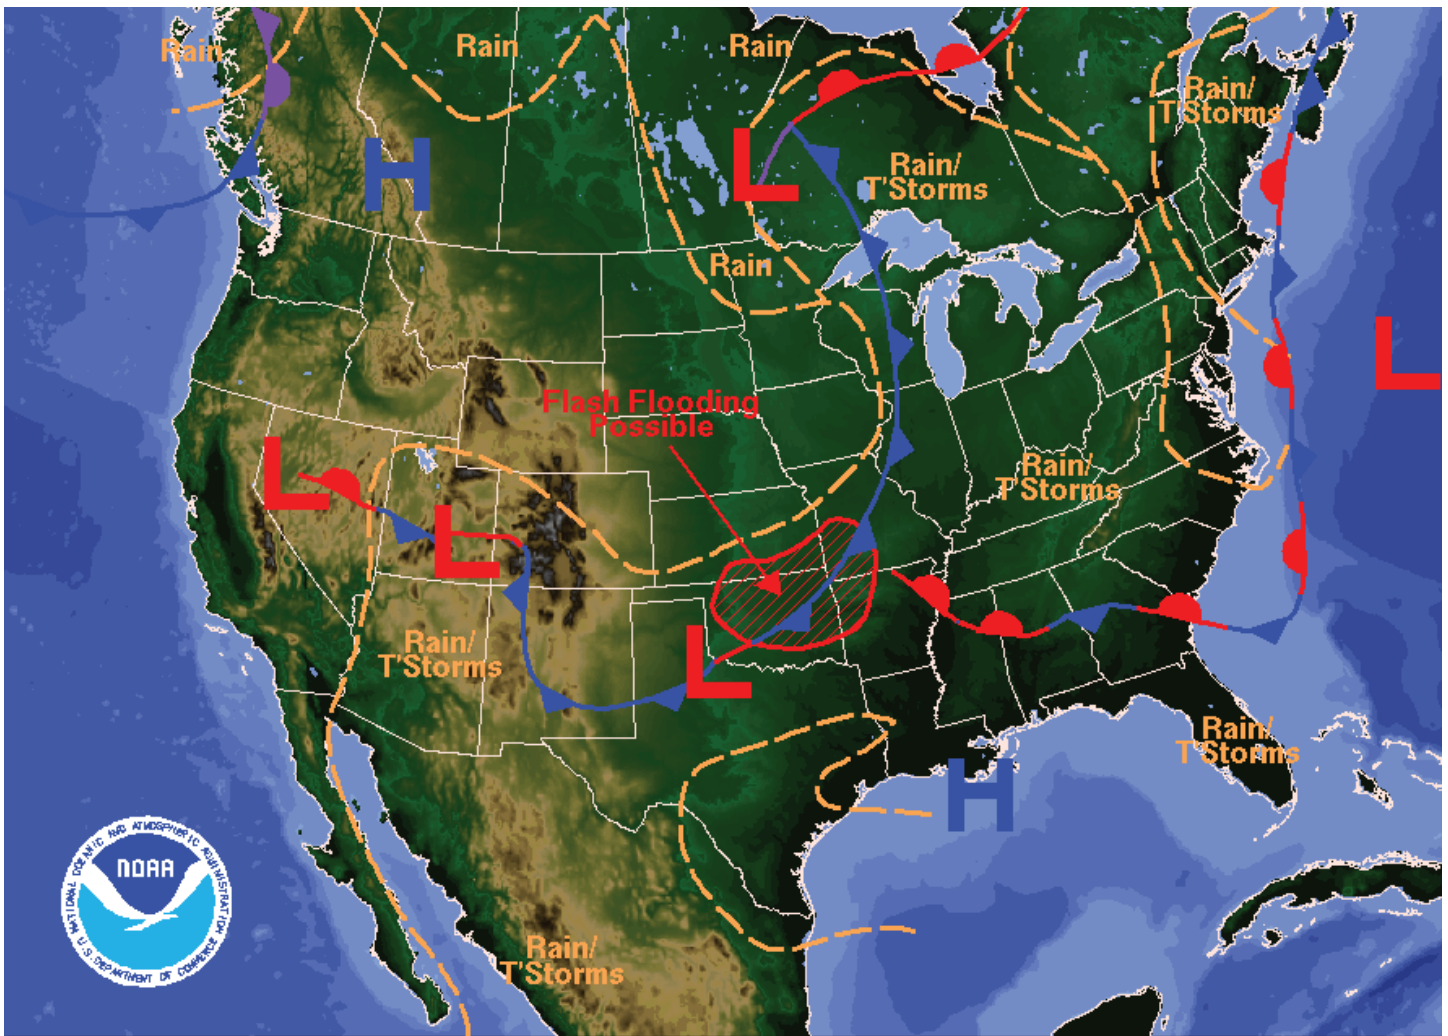 Rain
Rain
Rain
Rain/
T'Storms
H
L
Rain/
T'Storms
Rain
L
Flash Flooding
Possible
L
Rain/
T'Storms
L
Rain/
T'Storms
L
Rain/
T'Storms
H
NATIONAL OCEANIC AND ATMOSPHERIC ADMINISTRATION
NOAA
U.S. DEPARTMENT OF COMMERCE
Rain/
T'Storms